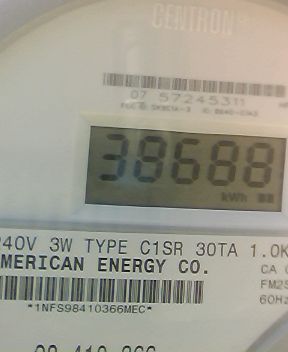 CENTRON®
07 57245311
38688
kWh
240V 3W TYPE C1SR 30TA 1.0K
AMERICAN ENERGY CO.
CA
FM2S
60Hz
*1NFS98410366MEC*